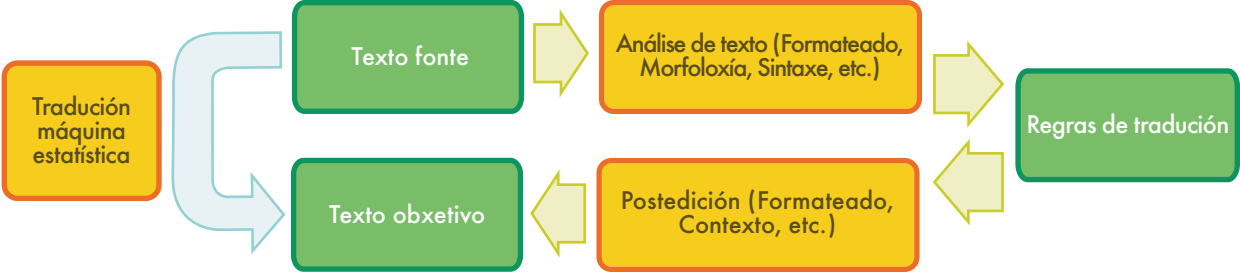 Texto fonte
Análise de texto (Formateado,
Morfoloxía, Sintaxe, etc.)
Tradución
máquina
estatística
Regras de tradución
Texto obxetivo
Postedición (Formateado,
Contexto, etc.)